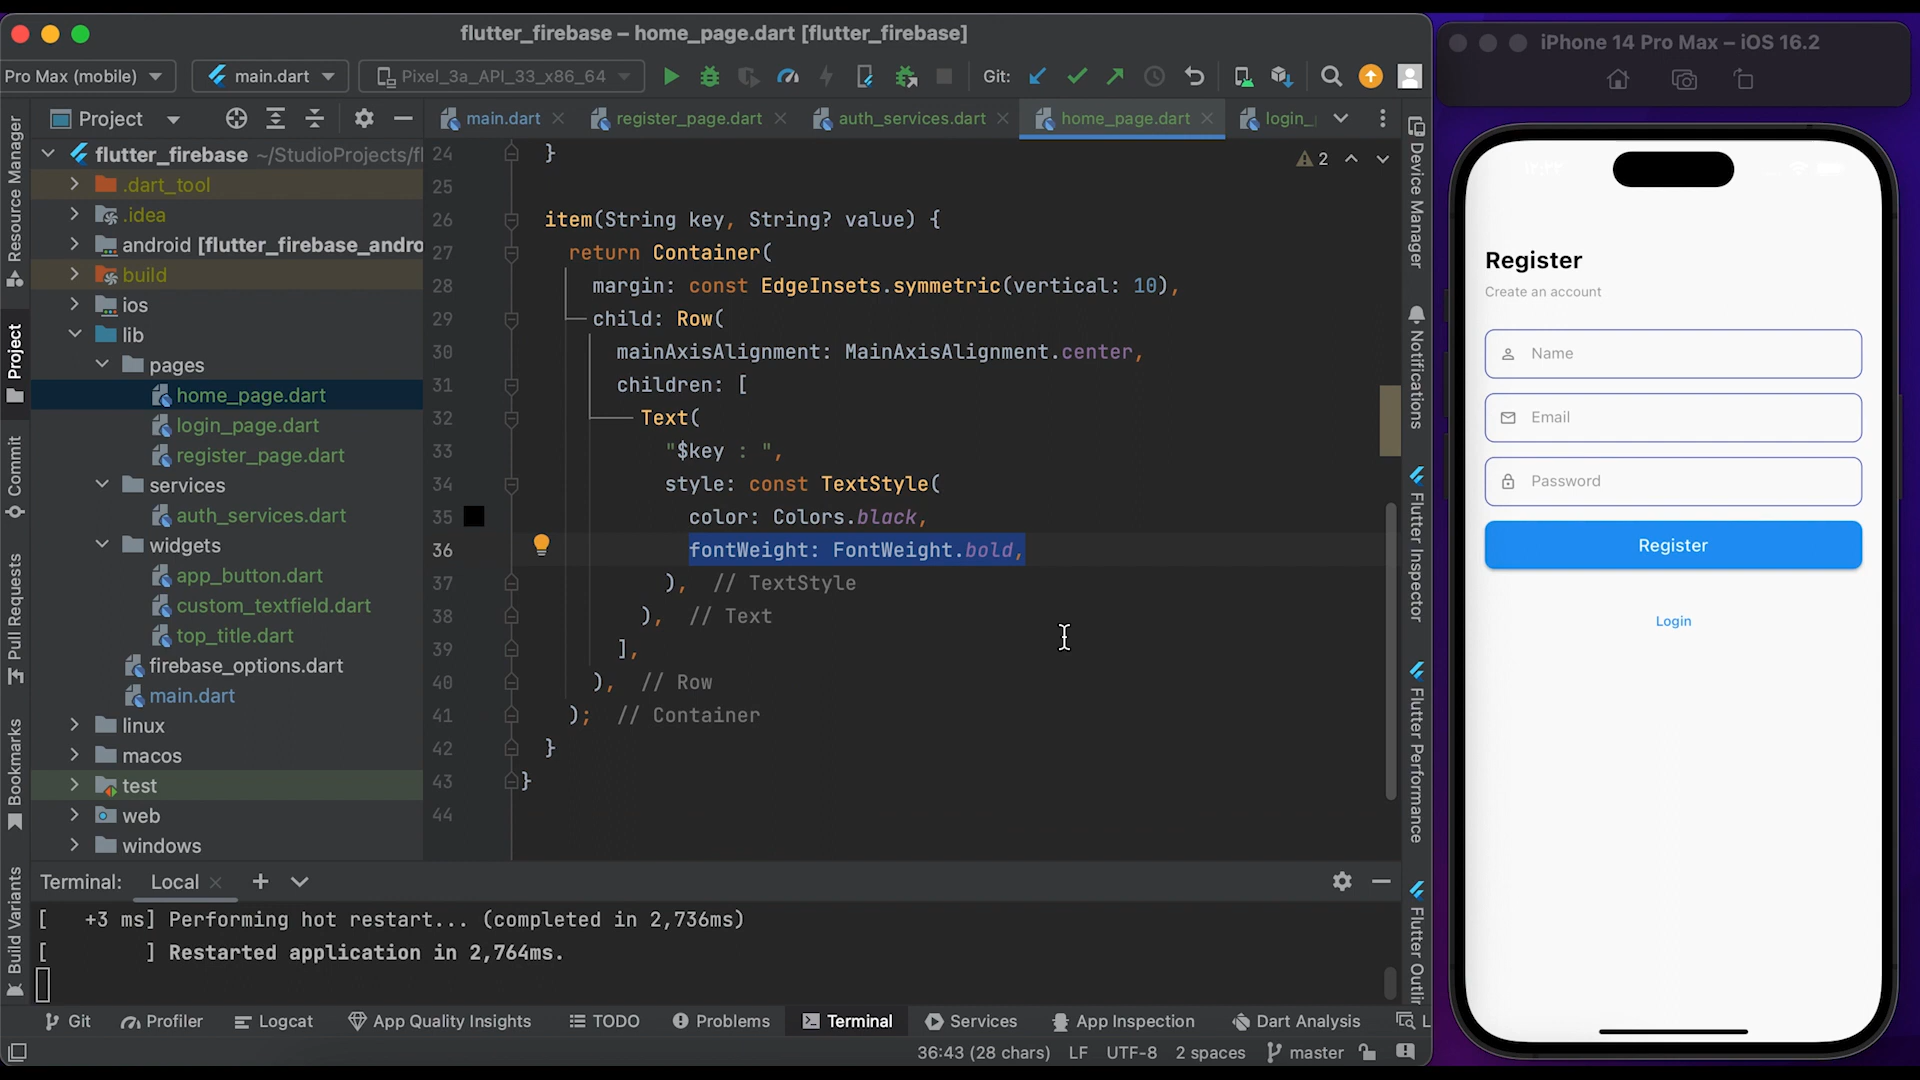 flutter_firebase – home_page.dart [flutter_firebase]
Pro Max (mobile)
main.dart
Pixel_3a_API_33_x86_64
Git:
Project
main.dart
register_page.dart
auth_services.dart
home_page.dart
login_
Resource Manager
Project
Commit
Pull Requests
Bookmarks
Build Variants
flutter_firebase ~/StudioProjects/fl
.dart_tool
.idea
android [flutter_firebase_andro
build
ios
lib
pages
home_page.dart
login_page.dart
register_page.dart
services
auth_services.dart
widgets
app_button.dart
custom_textfield.dart
top_title.dart
firebase_options.dart
main.dart
linux
macos
test
web
windows
2
24 }
25
26 item(String key, String? value) {
27 return Container(
28 margin: const EdgeInsets.symmetric(vertical: 10),
29 child: Row(
30 mainAxisAlignment: MainAxisAlignment.center,
31 children: [
32 Text(
33 "$key : ",
34 style: const TextStyle(
35 color: Colors.black,
36 fontWeight: FontWeight.bold,
37 ), // TextStyle
38 ), // Text
39 ],
40 ), // Row
41 ); // Container
42 }
43 }
44
Device Manager
Notifications
Flutter Inspector
Flutter Performance
Flutter Outlin
Terminal: Local
[ +3 ms] Performing hot restart... (completed in 2,736ms)
[ ] Restarted application in 2,764ms.
Git
Profiler
Logcat
App Quality Insights
TODO
Problems
Terminal
Services
App Inspection
Dart Analysis
L
36:43 (28 chars) LF UTF-8 2 spaces master
iPhone 14 Pro Max – iOS 16.2
Register
Create an account
Name
Email
Password
Register
Login